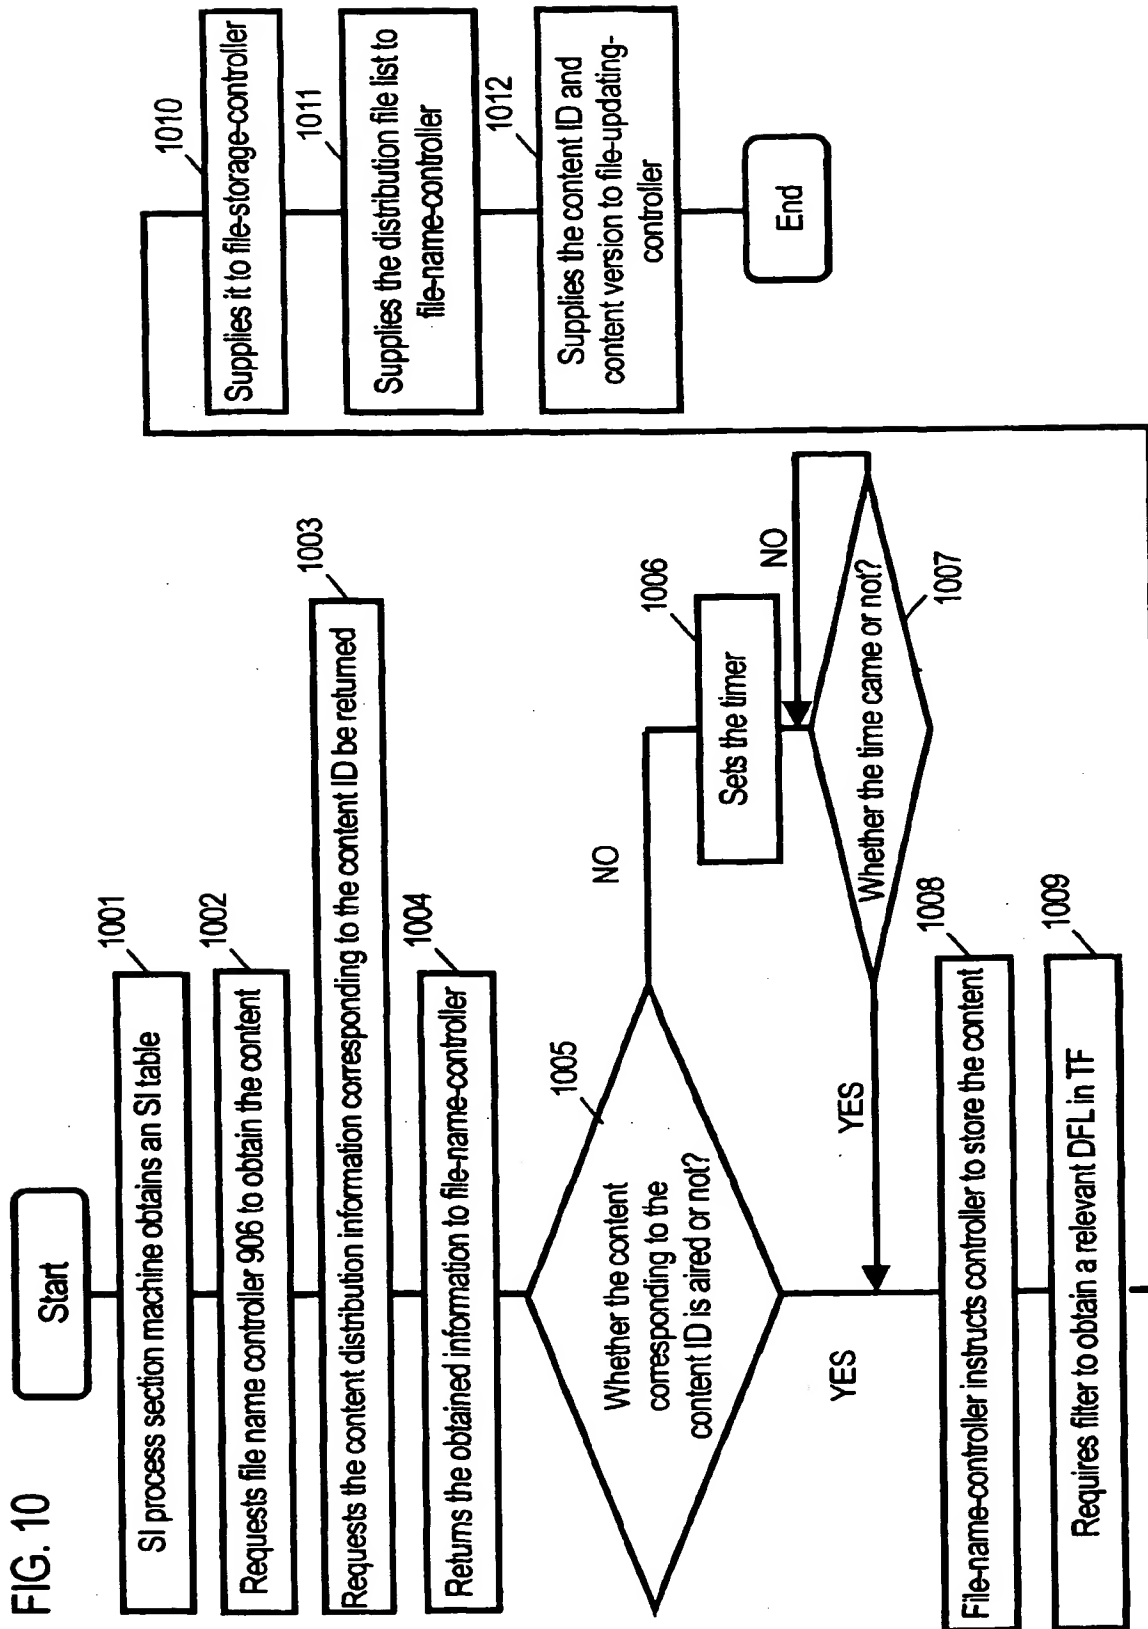 FIG. 10
Start
1001
SI process section machine obtains an SI table
1002
Requests file name controller 906 to obtain the content
1003
Requests the content distribution information corresponding to the content ID be returned
1004
Returns the obtained information to file-name-controller
1005
Whether the content
corresponding to the
content ID is aired or not?
NO
1006
Sets the timer
NO
Whether the time came or not?
1007
YES
YES
1008
File-name-controller instructs controller to store the content
1009
Requires filter to obtain a relevant DFL in TF
1010
Supplies it to file-storage-controller
1011
Supplies the distribution file list to
file-name-controller
1012
Supplies the content ID and
content version to file-updating-
controller
End